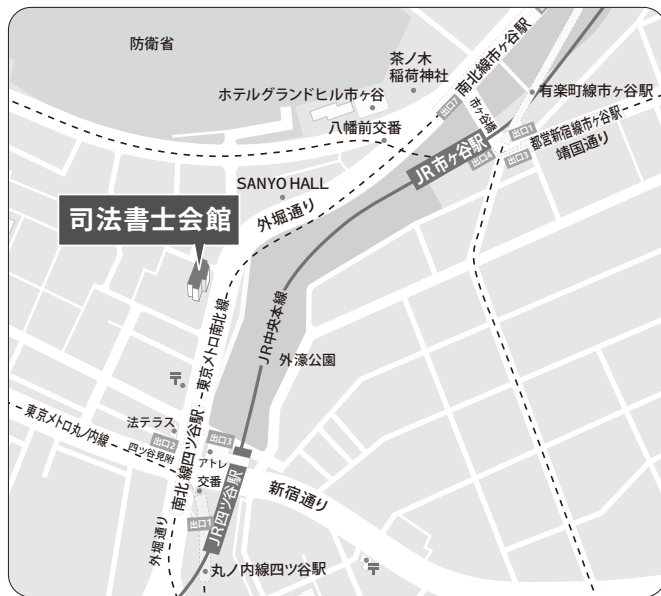 防衛省
茶ノ木
稲荷神社
ホテルグランドヒル市ヶ谷
八幡前交番
南北線市ヶ谷駅
出口7
市ヶ谷橋
有楽町線市ヶ谷駅
出口1
都営新宿線市ヶ谷駅
靖国通り
出口4
出口3
JR市ヶ谷駅
SANYO HALL
外堀通り
司法書士会館
東京メトロ南北線
JR中央本線
外濠公園
〒
法テラス
東京メトロ丸ノ内線
出口2
四ツ谷見附
南北線四ツ谷駅
出口3
アトレ
交番
新宿通り
JR四ツ谷駅
出口1
外堀通り
丸ノ内線四ツ谷駅
〒